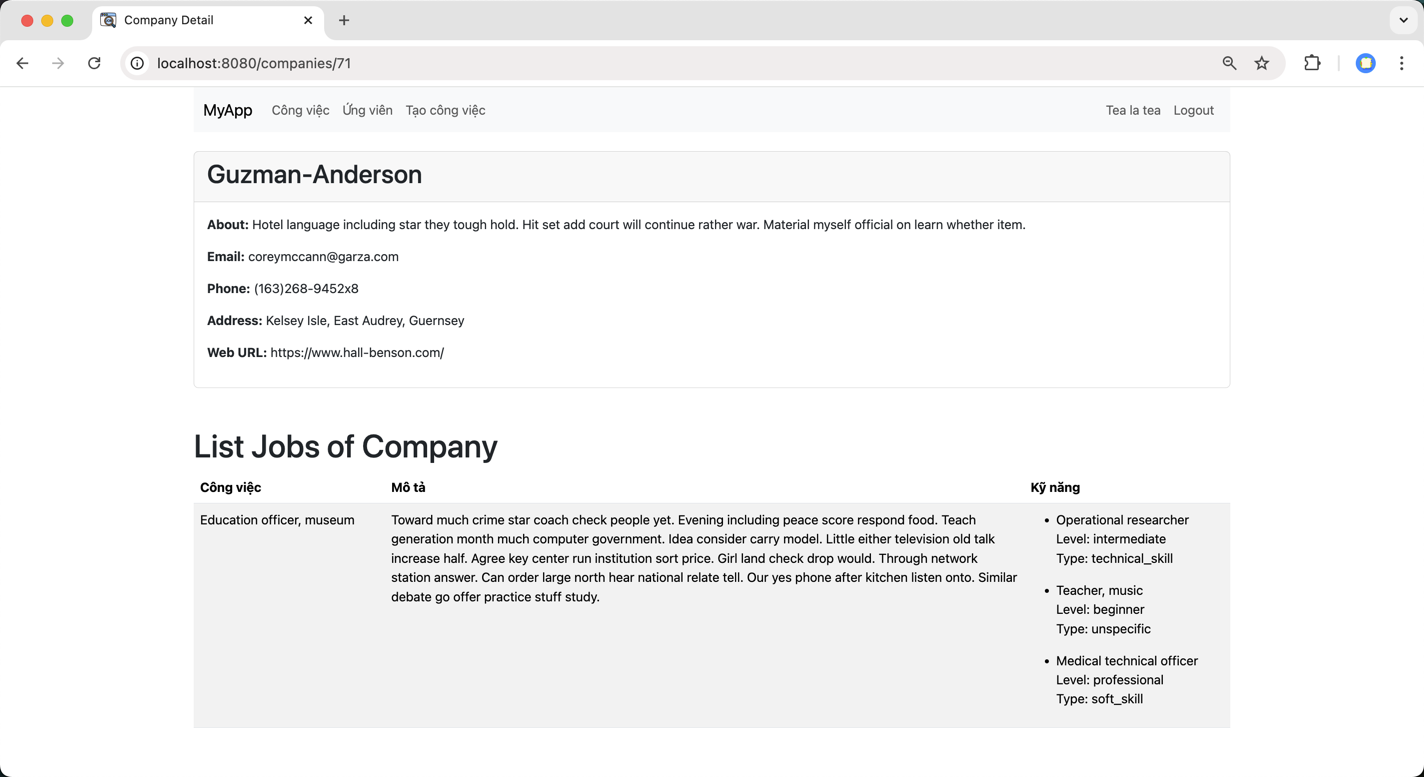 Company Detail
localhost:8080/companies/71
MyApp Công việc Ứng viên Tạo công việc Tea la tea Logout
Guzman-Anderson
About: Hotel language including star they tough hold. Hit set add court will continue rather war. Material myself official on learn whether item.
Email: coreymccann@garza.com
Phone: (163)268-9452x8
Address: Kelsey Isle, East Audrey, Guernsey
Web URL: https://www.hall-benson.com/
List Jobs of Company
Công việc Mô tả Kỹ năng
Education officer, museum
Toward much crime star coach check people yet. Evening including peace score respond food. Teach
generation month much computer government. Idea consider carry model. Little either television old talk
increase half. Agree key center run institution sort price. Girl land check drop would. Through network
station answer. Can order large north hear national relate tell. Our yes phone after kitchen listen onto. Similar
debate go offer practice stuff study.
• Operational researcher
Level: intermediate
Type: technical_skill
• Teacher, music
Level: beginner
Type: unspecific
• Medical technical officer
Level: professional
Type: soft_skill